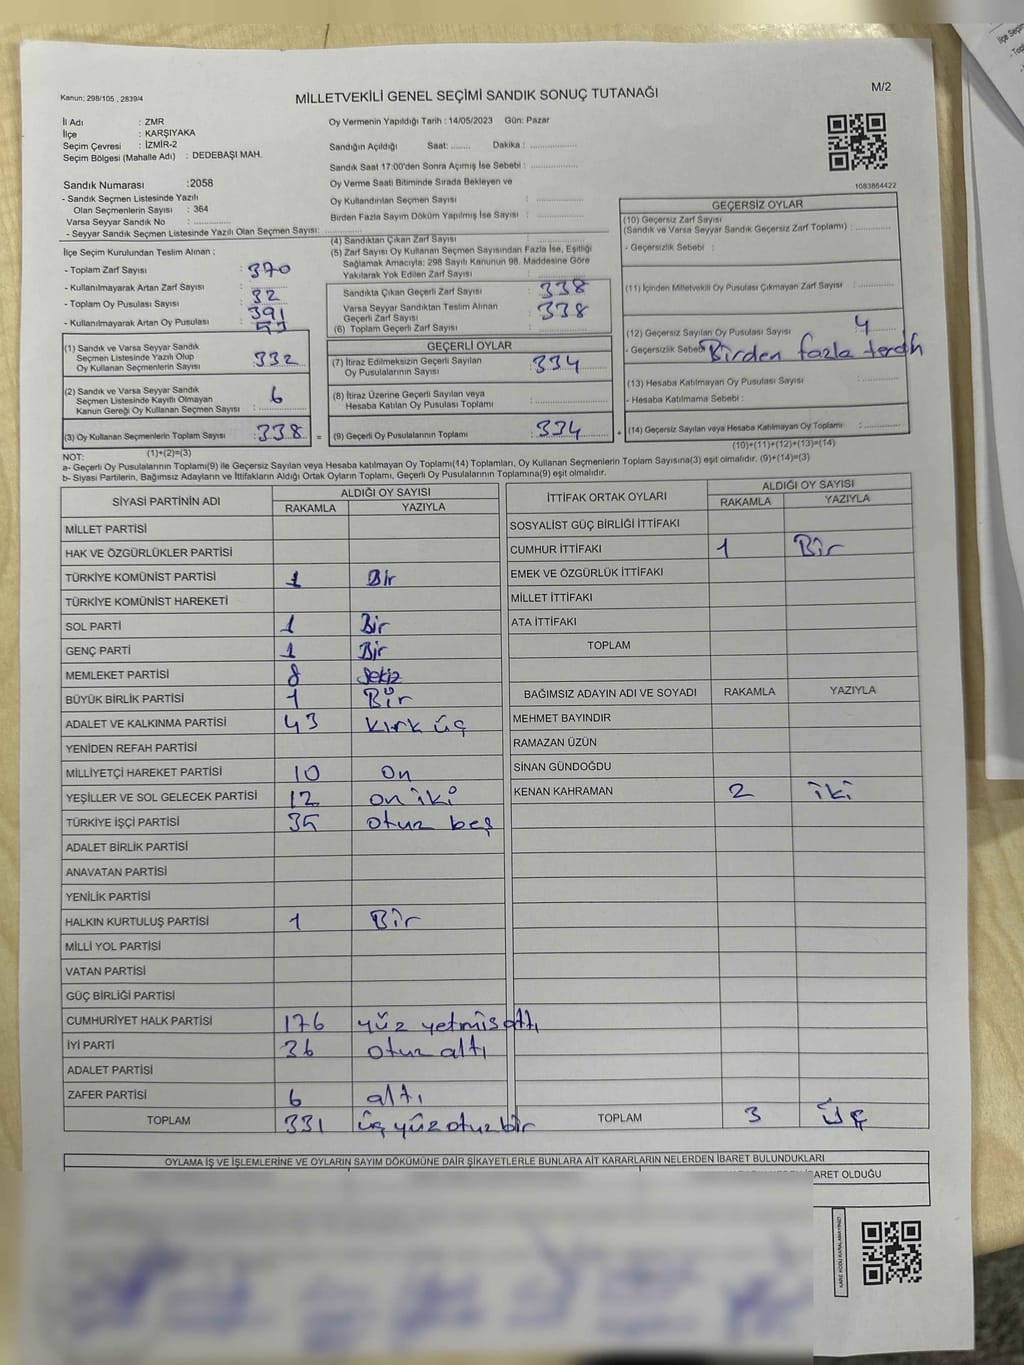 Kanun: 298/105 , 2839/4
MİLLETVEKİLİ GENEL SEÇİMİ SANDIK SONUÇ TUTANAĞI
M/2
İl Adı : ZMR
İlçe : KARŞIYAKA
Seçim Çevresi : İZMİR-2
Seçim Bölgesi (Mahalle Adı) : DEDEBAŞI MAH.
Oy Vermenin Yapıldığı Tarih : 14/05/2023 Gün: Pazar
Sandığın Açıldığı Saat: ....... Dakika : ................
Sandık Saat 17:00'den Sonra Açımış İse Sebebi : ................
Oy Verme Saati Bitiminde Sırada Bekleyen ve
Oy Kullandırılan Seçmen Sayısı : ................
Birden Fazla Sayım Döküm Yapılmış İse Sayısı : ................
1083864422
Sandık Numarası :2058
- Sandık Seçmen Listesinde Yazılı
Olan Seçmenlerin Sayısı : 364
Varsa Seyyar Sandık No : ................
- Seyyar Sandık Seçmen Listesinde Yazılı Olan Seçmen Sayısı: ................
İlçe Seçim Kurulundan Teslim Alınan ;
- Toplam Zarf Sayısı : 370
- Kullanılmayarak Artan Zarf Sayısı : 32
- Toplam Oy Pusulası Sayısı : 391
- Kullanılmayarak Artan Oy Pusulası : 53
(1) Sandık ve Varsa Seyyar Sandık
Seçmen Listesinde Yazılı Olup
Oy Kullanan Seçmenlerin Sayısı : 332
(2) Sandık ve Varsa Seyyar Sandık
Seçmen Listesinde Kayıtlı Olmayan
Kanun Gereği Oy Kullanan Seçmen Sayısı : 6
(3) Oy Kullanan Seçmenlerin Toplam Sayısı : 338
(1)+(2)=(3)
(4) Sandıktan Çıkan Zarf Sayısı
(5) Zarf Sayısı Oy Kullanan Seçmen Sayısından Fazla İse, Eşitliği
Sağlamak Amacıyla; 298 Sayılı Kanunun 98. Maddesine Göre
Yakılarak Yok Edilen Zarf Sayısı : ................
Sandıkta Çıkan Geçerli Zarf Sayısı : 338
Varsa Seyyar Sandıktan Teslim Alınan
Geçerli Zarf Sayısı : 338
(6) Toplam Geçerli Zarf Sayısı : ................
GEÇERLİ OYLAR
(7) İtiraz Edilmeksizin Geçerli Sayılan
Oy Pusulalarının Sayısı : 334
(8) İtiraz Üzerine Geçerli Sayılan veya
Hesaba Katılan Oy Pusulası Toplamı : ................
= (9) Geçerli Oy Pusulalarının Toplamı : 334
GEÇERSİZ OYLAR
(10) Geçersiz Zarf Sayısı
(Sandık ve Varsa Seyyar Sandık Geçersiz Zarf Toplamı) : ............
- Geçersizlik Sebebi :
(11) İçinden Milletvekili Oy Pusulası Çıkmayan Zarf Sayısı : ............
(12) Geçersiz Sayılan Oy Pusulası Sayısı : 4
- Geçersizlik Sebebi Birden fazla tercih
(13) Hesaba Katılmayan Oy Pusulası Sayısı : ............
- Hesaba Katılmama Sebebi :
+ (14) Geçersiz Sayılan veya Hesaba Katılmayan Oy Toplamı : ............
(10)+(11)+(12)+(13)=(14)
NOT:
a- Geçerli Oy Pusulalarının Toplamı(9) ile Geçersiz Sayılan veya Hesaba katılmayan Oy Toplamı(14) Toplamları, Oy Kullanan Seçmenlerin Toplam Sayısına(3) eşit olmalıdır. (9)+(14)=(3)
b- Siyasi Partilerin, Bağımsız Adayların ve İttifakların Aldığı Ortak Oyların Toplamı, Geçerli Oy Pusulalarının Toplamına(9) eşit olmalıdır.
SİYASİ PARTİNİN ADI ALDIĞI OY SAYISI
RAKAMLA YAZIYLA
MİLLET PARTİSİ
HAK VE ÖZGÜRLÜKLER PARTİSİ
TÜRKİYE KOMÜNİST PARTİSİ 1 Bir
TÜRKİYE KOMÜNİST HAREKETİ
SOL PARTİ 1 Bir
GENÇ PARTİ 1 Bir
MEMLEKET PARTİSİ 8 Sekiz
BÜYÜK BİRLİK PARTİSİ 1 Bir
ADALET VE KALKINMA PARTİSİ 43 kırk üç
YENİDEN REFAH PARTİSİ
MİLLİYETÇİ HAREKET PARTİSİ 10 On
YEŞİLLER VE SOL GELECEK PARTİSİ 12 on iki
TÜRKİYE İŞÇİ PARTİSİ 35 otuz beş
ADALET BİRLİK PARTİSİ
ANAVATAN PARTİSİ
YENİLİK PARTİSİ
HALKIN KURTULUŞ PARTİSİ 1 Bir
MİLLİ YOL PARTİSİ
VATAN PARTİSİ
GÜÇ BİRLİĞİ PARTİSİ
CUMHURİYET HALK PARTİSİ 176 yüz yetmiş altı
İYİ PARTİ 36 otuz altı
ADALET PARTİSİ
ZAFER PARTİSİ 6 altı
TOPLAM 331 üç yüz otuz bir
İTTİFAK ORTAK OYLARI ALDIĞI OY SAYISI
RAKAMLA YAZIYLA
SOSYALİST GÜÇ BİRLİĞİ İTTİFAKI
CUMHUR İTTİFAKI 1 Bir
EMEK VE ÖZGÜRLÜK İTTİFAKI
MİLLET İTTİFAKI
ATA İTTİFAKI
TOPLAM
BAĞIMSIZ ADAYIN ADI VE SOYADI RAKAMLA YAZIYLA
MEHMET BAYINDIR
RAMAZAN ÜZÜN
SİNAN GÜNDOĞDU
KENAN KAHRAMAN 2 iki
TOPLAM 3 üç
OYLAMA İŞ VE İŞLEMLERİNE VE OYLARIN SAYIM DÖKÜMÜNE DAİR ŞİKAYETLERLE BUNLARA AİT KARARLARIN NELERDEN İBARET BULUNDUKLARI
BARET OLDUĞU